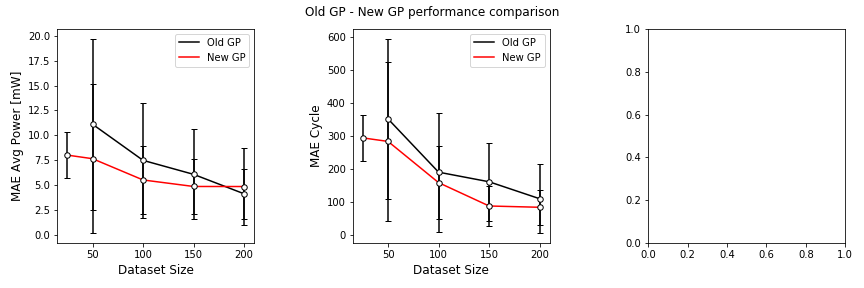 Old GP - New GP performance comparison
MAE Avg Power [mW]
20.0
17.5
15.0
12.5
10.0
7.5
5.0
2.5
0.0
Old GP
New GP
50 100 150 200
Dataset Size
MAE Cycle
600
500
400
300
200
100
0
Old GP
New GP
50 100 150 200
Dataset Size
1.0
0.8
0.6
0.4
0.2
0.0
0.0 0.2 0.4 0.6 0.8 1.0